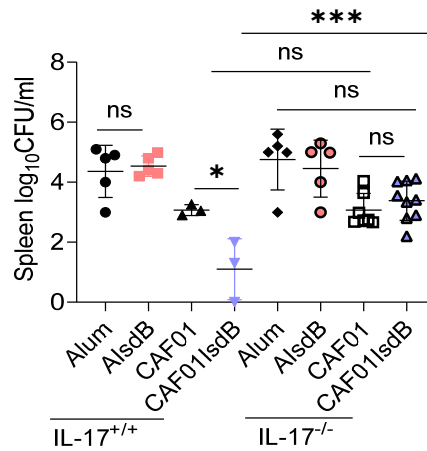 ***
ns
ns
ns
ns
*
Spleen log₁₀CFU/ml
8
6
4
2
0
Alum
AIsdB
CAF01
CAF01IsdB
Alum
AIsdB
CAF01
CAF01IsdB
IL-17⁺/⁺
IL-17⁻/⁻